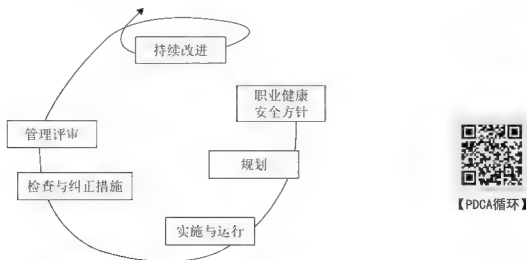 持续改进
职业健康
安全方针
管理评审
规划
检查与纠正措施
实施与运行
【PDCA循环】